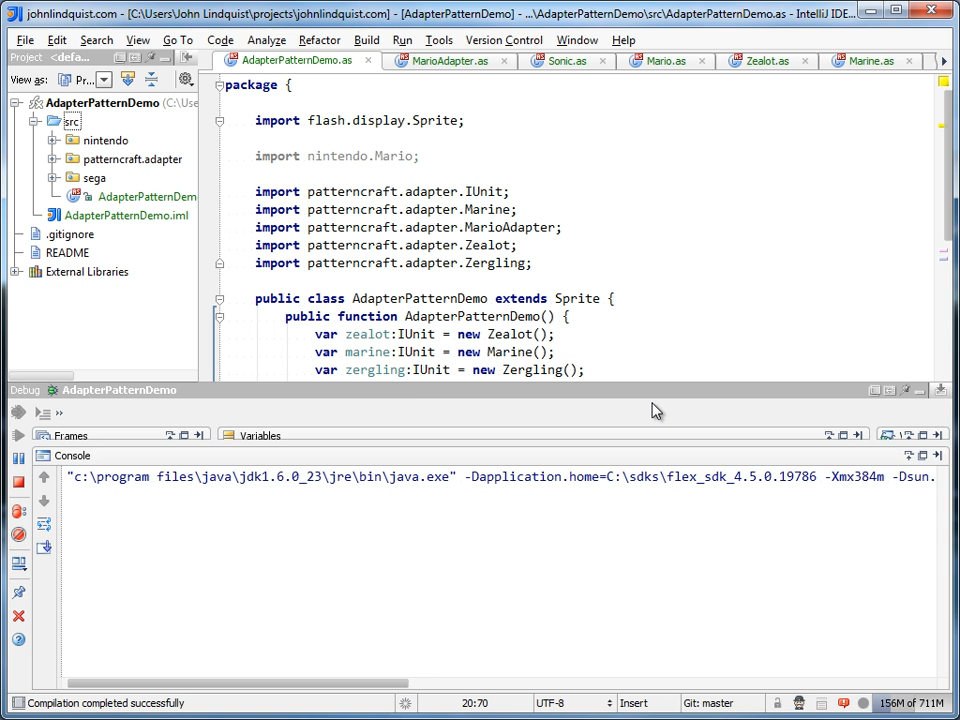 johnlindquist.com - [C:\Users\John Lindquist\projects\johnlindquist.com] - [AdapterPatternDemo] - ...\AdapterPatternDemo\src\AdapterPatternDemo.as - IntelliJ IDE...
File Edit Search View Go To Code Analyze Refactor Build Run Tools Version Control Window Help
Project <defa...
AdapterPatternDemo.as MarioAdapter.as Sonic.as Mario.as Zealot.as Marine.as
View as: Pr...
AdapterPatternDemo (C:\Use
src
nintendo
patterncraft.adapter
sega
AdapterPatternDem
AdapterPatternDemo.iml
.gitignore
README
External Libraries
package {
import flash.display.Sprite;
import nintendo.Mario;
import patterncraft.adapter.IUnit;
import patterncraft.adapter.Marine;
import patterncraft.adapter.MarioAdapter;
import patterncraft.adapter.Zealot;
import patterncraft.adapter.Zergling;
public class AdapterPatternDemo extends Sprite {
public function AdapterPatternDemo() {
var zealot:IUnit = new Zealot();
var marine:IUnit = new Marine();
var zergling:IUnit = new Zergling();
Debug AdapterPatternDemo
Frames Variables
Console
"c:\program files\java\jdk1.6.0_23\jre\bin\java.exe" -Dapplication.home=C:\sdks\flex_sdk_4.5.0.19786 -Xmx384m -Dsun.
Compilation completed successfully 20:70 UTF-8 Insert Git: master 156M of 711M